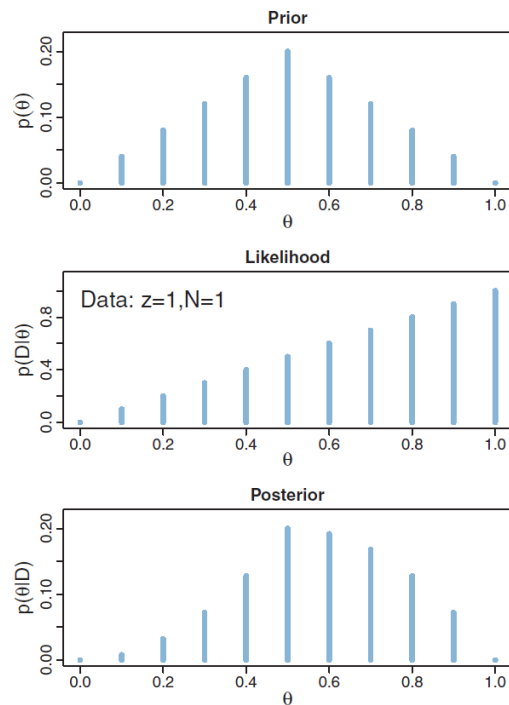 Prior
p(θ)
0.00 0.10 0.20
0.0 0.2 0.4 0.6 0.8 1.0
θ
Likelihood
Data: z=1,N=1
p(D|θ)
0.0 0.4 0.8
0.0 0.2 0.4 0.6 0.8 1.0
θ
Posterior
p(θ|D)
0.00 0.10 0.20
0.0 0.2 0.4 0.6 0.8 1.0
θ